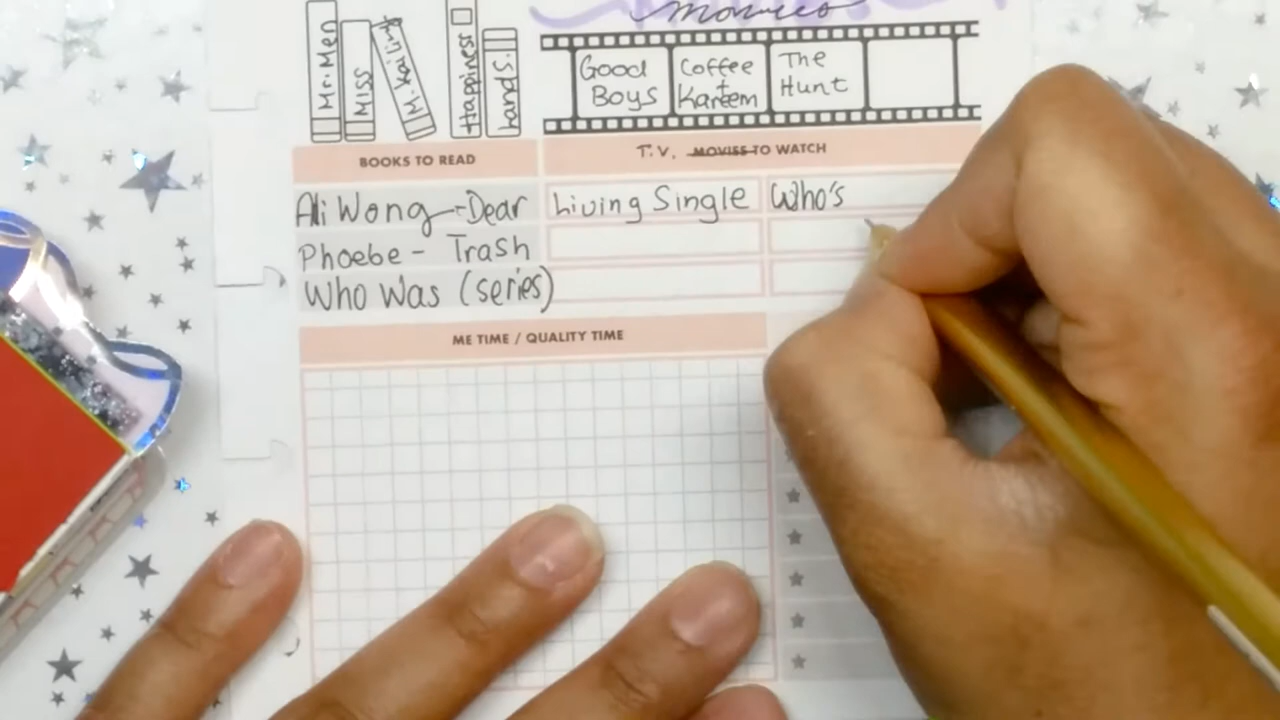 movies
Mr. Men
Miss
Happiness
hands.
Good
Boys
Coffee
+
Kareem
The
Hunt
BOOKS TO READ
T.V. MOVIES TO WATCH
Ali Wong - Dear
Phoebe - Trash
Who Was (series)
Living Single
Who's
ME TIME / QUALITY TIME